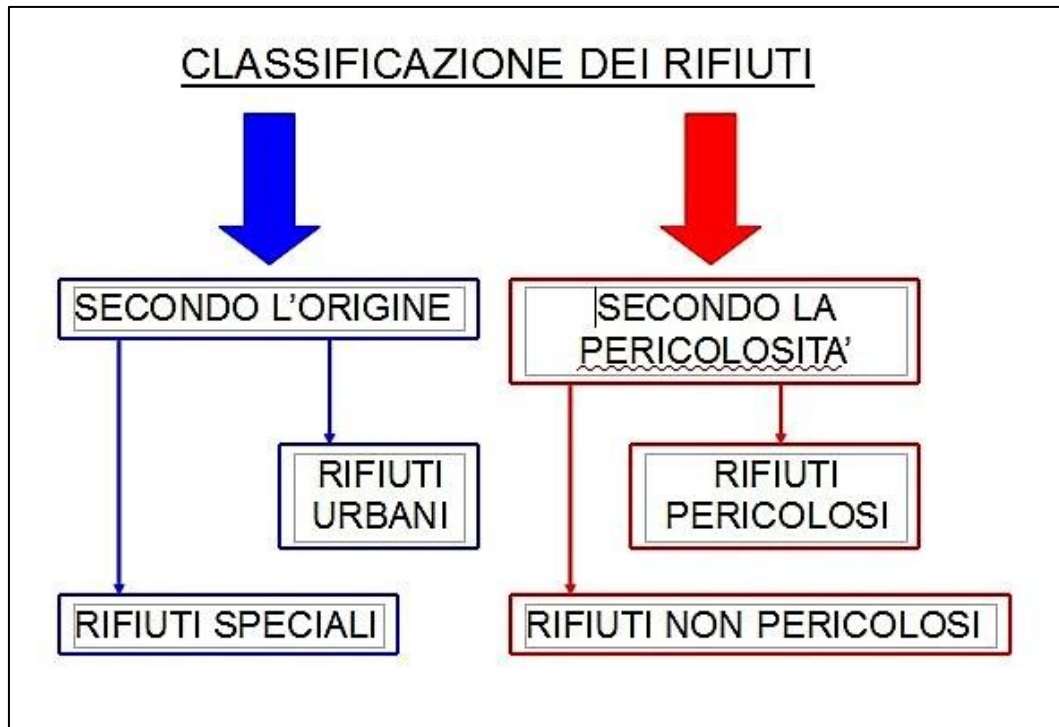 CLASSIFICAZIONE DEI RIFIUTI
SECONDO L'ORIGINE
SECONDO LA
PERICOLOSITA'
RIFIUTI
URBANI
RIFIUTI
PERICOLOSI
RIFIUTI SPECIALI
RIFIUTI NON PERICOLOSI